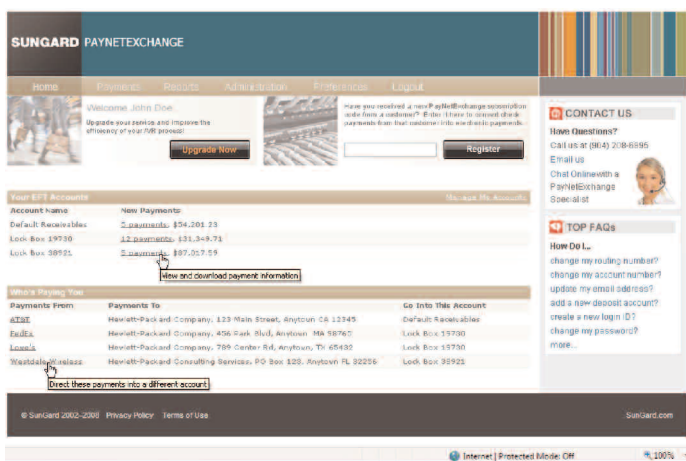 SUNGARD PAYNETEXCHANGE
Home Payments Reports Administration Preferences Logout
Welcome John Doe
Upgrade your service and improve the
efficiency of your A/R process!
Upgrade Now
Have you received a new PayNetExchange subscription
code from a customer? Enter it here to convert check
payments from that customer into electronic payments.
Register
CONTACT US
Have Questions?
Call us at (904) 208-6895
Email us
Chat Online with a
PayNetExchange
Specialist
Your EFT Accounts Manage My Accounts
Account Name New Payments
Default Receivables 5 payments, $54,201.23
Lock Box 19730 12 payments, $31,349.71
Lock Box 38921 5 payments, $87,017.59
View and download payment information
TOP FAQs
How Do I...
change my routing number?
change my account number?
update my email address?
add a new deposit account?
create a new login ID?
change my password?
more...
Who's Paying You
Payments From Payments To Go Into This Account
AT&T Hewlett-Packard Company, 123 Main Street, Anytown CA 12345 Default Receivables
FedEx Hewlett-Packard Company, 456 Park Blvd, Anytown MA 98765 Lock Box 19730
Lowe's Hewlett-Packard Company, 789 Center Rd, Anytown, TX 65432 Lock Box 19730
Westdale Wireless Hewlett-Packard Consulting Services, PO Box 128, Anytown FL 32256 Lock Box 38921
Direct these payments into a different account
© SunGard 2002-2008 Privacy Policy Terms of Use SunGard.com
Internet | Protected Mode: Off 100%